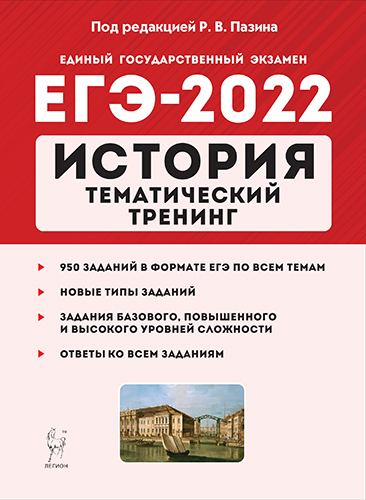 Под редакцией Р. В. Пазина
ЕДИНЫЙ ГОСУДАРСТВЕННЫЙ ЭКЗАМЕН
ЕГЭ-2022
ИСТОРИЯ
ТЕМАТИЧЕСКИЙ
ТРЕНИНГ
950 ЗАДАНИЙ В ФОРМАТЕ ЕГЭ ПО ВСЕМ ТЕМАМ
НОВЫЕ ТИПЫ ЗАДАНИЙ
ЗАДАНИЯ БАЗОВОГО, ПОВЫШЕННОГО
И ВЫСОКОГО УРОВНЕЙ СЛОЖНОСТИ
ОТВЕТЫ КО ВСЕМ ЗАДАНИЯМ
TM
ЛЕГИОН